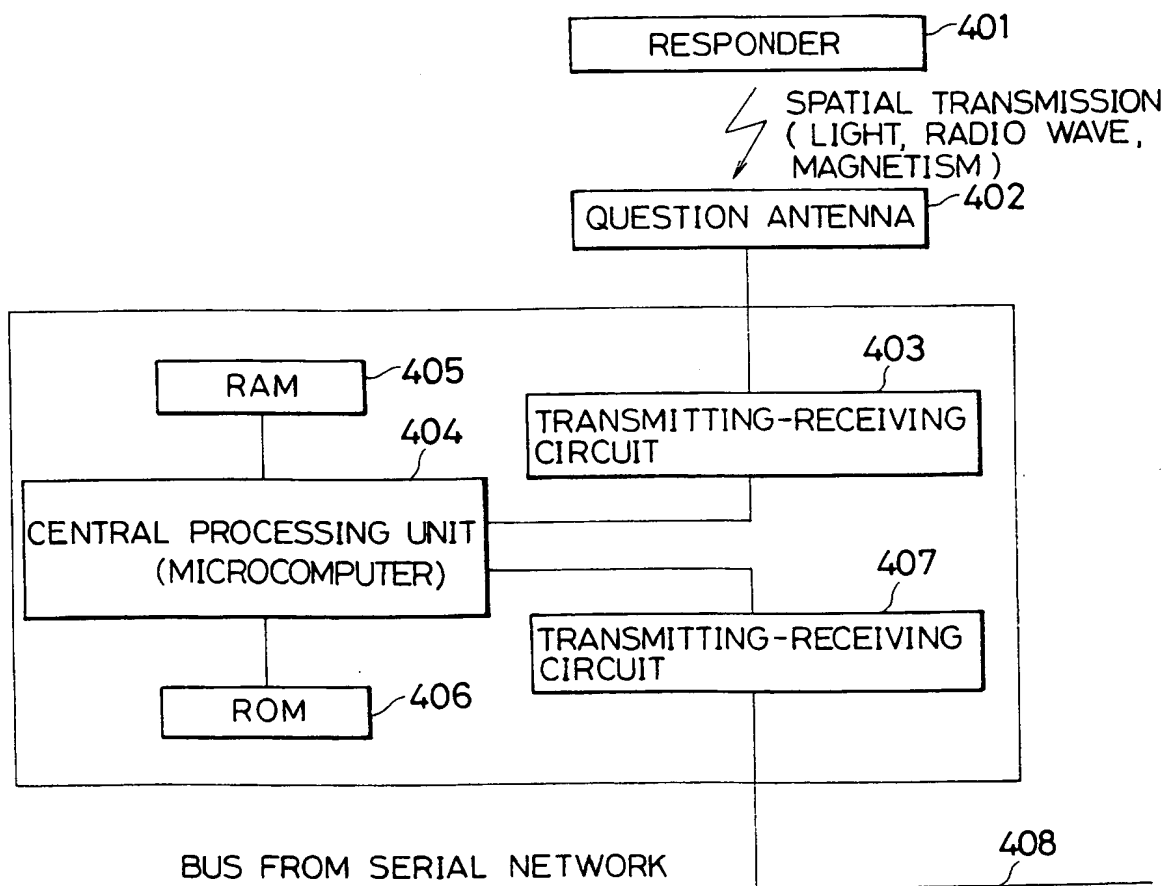 RESPONDER
401
SPATIAL TRANSMISSION
(LIGHT, RADIO WAVE,
MAGNETISM)
QUESTION ANTENNA
402
403
RAM
405
TRANSMITTING-RECEIVING
CIRCUIT
404
CENTRAL PROCESSING UNIT
(MICROCOMPUTER)
407
TRANSMITTING-RECEIVING
CIRCUIT
ROM
406
BUS FROM SERIAL NETWORK
408